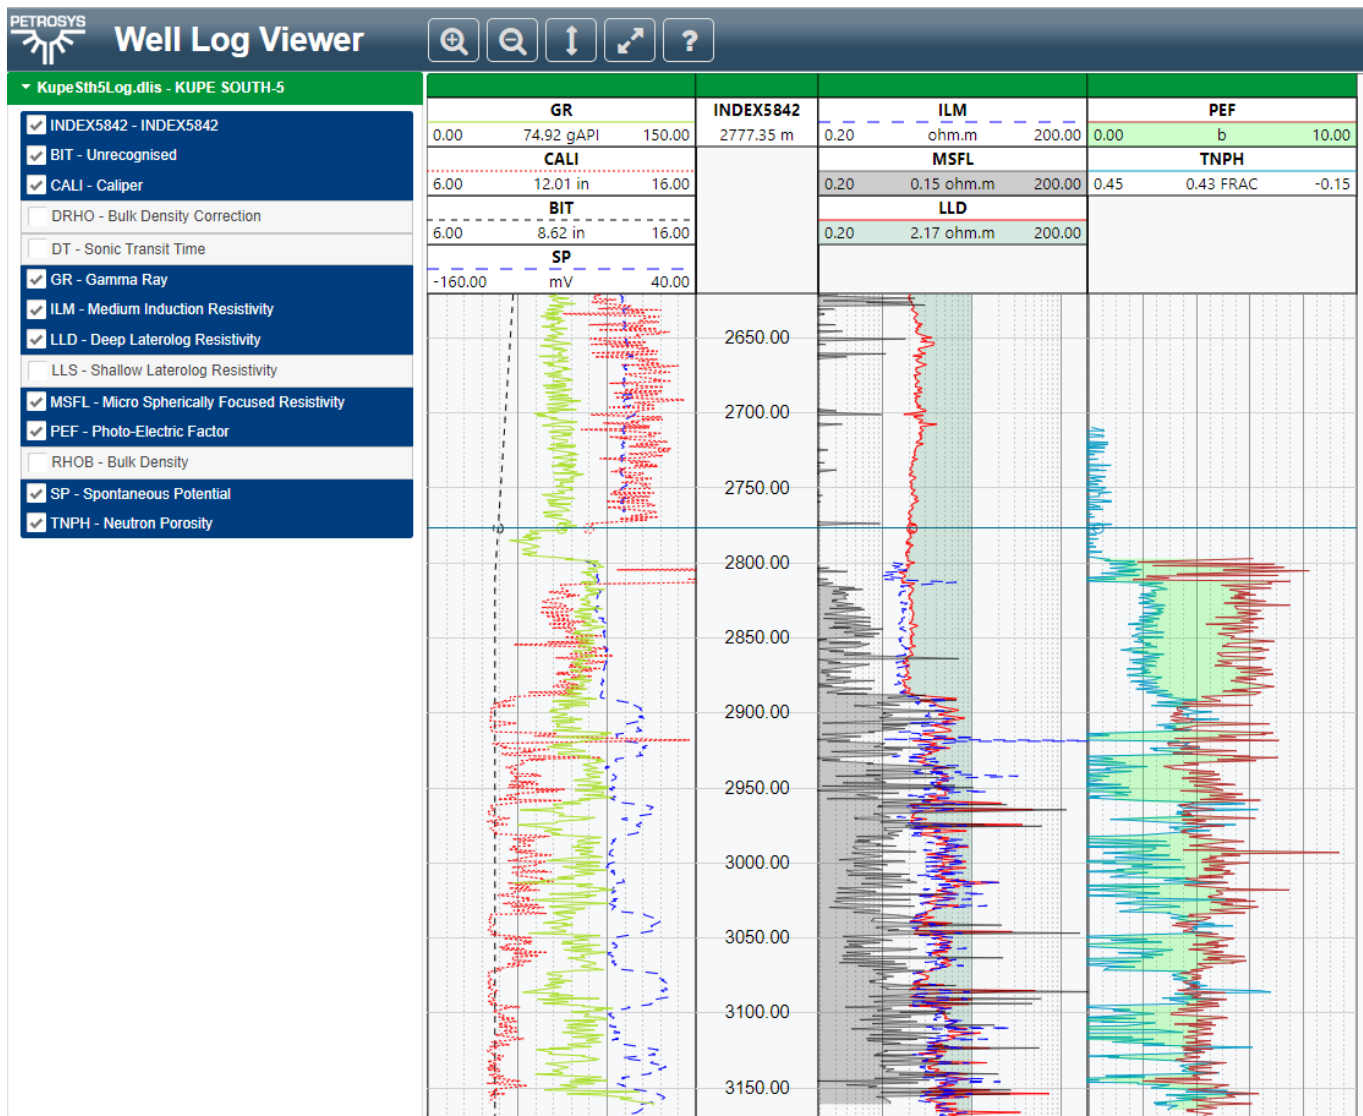 PETROSYS
Well Log Viewer
?
KupeSth5Log.dlis - KUPE SOUTH-5
INDEX5842 - INDEX5842
BIT - Unrecognised
CALI - Caliper
DRHO - Bulk Density Correction
DT - Sonic Transit Time
GR - Gamma Ray
ILM - Medium Induction Resistivity
LLD - Deep Laterolog Resistivity
LLS - Shallow Laterolog Resistivity
MSFL - Micro Spherically Focused Resistivity
PEF - Photo-Electric Factor
RHOB - Bulk Density
SP - Spontaneous Potential
TNPH - Neutron Porosity
GR
0.00 74.92 gAPI 150.00
CALI
6.00 12.01 in 16.00
BIT
6.00 8.62 in 16.00
SP
-160.00 mV 40.00
INDEX5842
2777.35 m
ILM
0.20 ohm.m 200.00
MSFL
0.20 0.15 ohm.m 200.00
LLD
0.20 2.17 ohm.m 200.00
PEF
0.00 b 10.00
TNPH
0.45 0.43 FRAC -0.15
2650.00
2700.00
2750.00
2800.00
2850.00
2900.00
2950.00
3000.00
3050.00
3100.00
3150.00